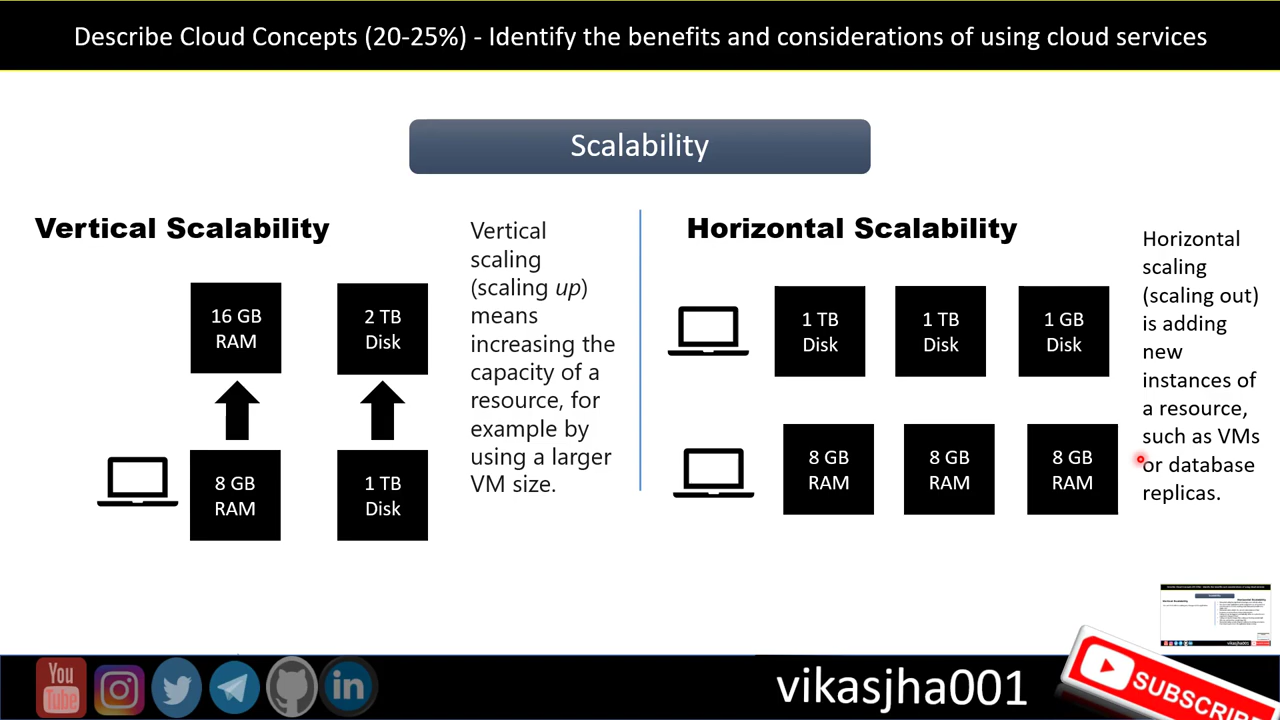 Describe Cloud Concepts (20-25%) - Identify the benefits and considerations of using cloud services
Scalability
Vertical Scalability
16 GB
RAM
2 TB
Disk
8 GB
RAM
1 TB
Disk
Vertical
scaling
(scaling up)
means
increasing the
capacity of a
resource, for
example by
using a larger
VM size.
Horizontal Scalability
1 TB
Disk
1 TB
Disk
1 GB
Disk
8 GB
RAM
8 GB
RAM
8 GB
RAM
Horizontal
scaling
(scaling out)
is adding
new
instances of
a resource,
such as VMs
or database
replicas.
You
Tube
in
vikasjha001
SUBSCRIBE